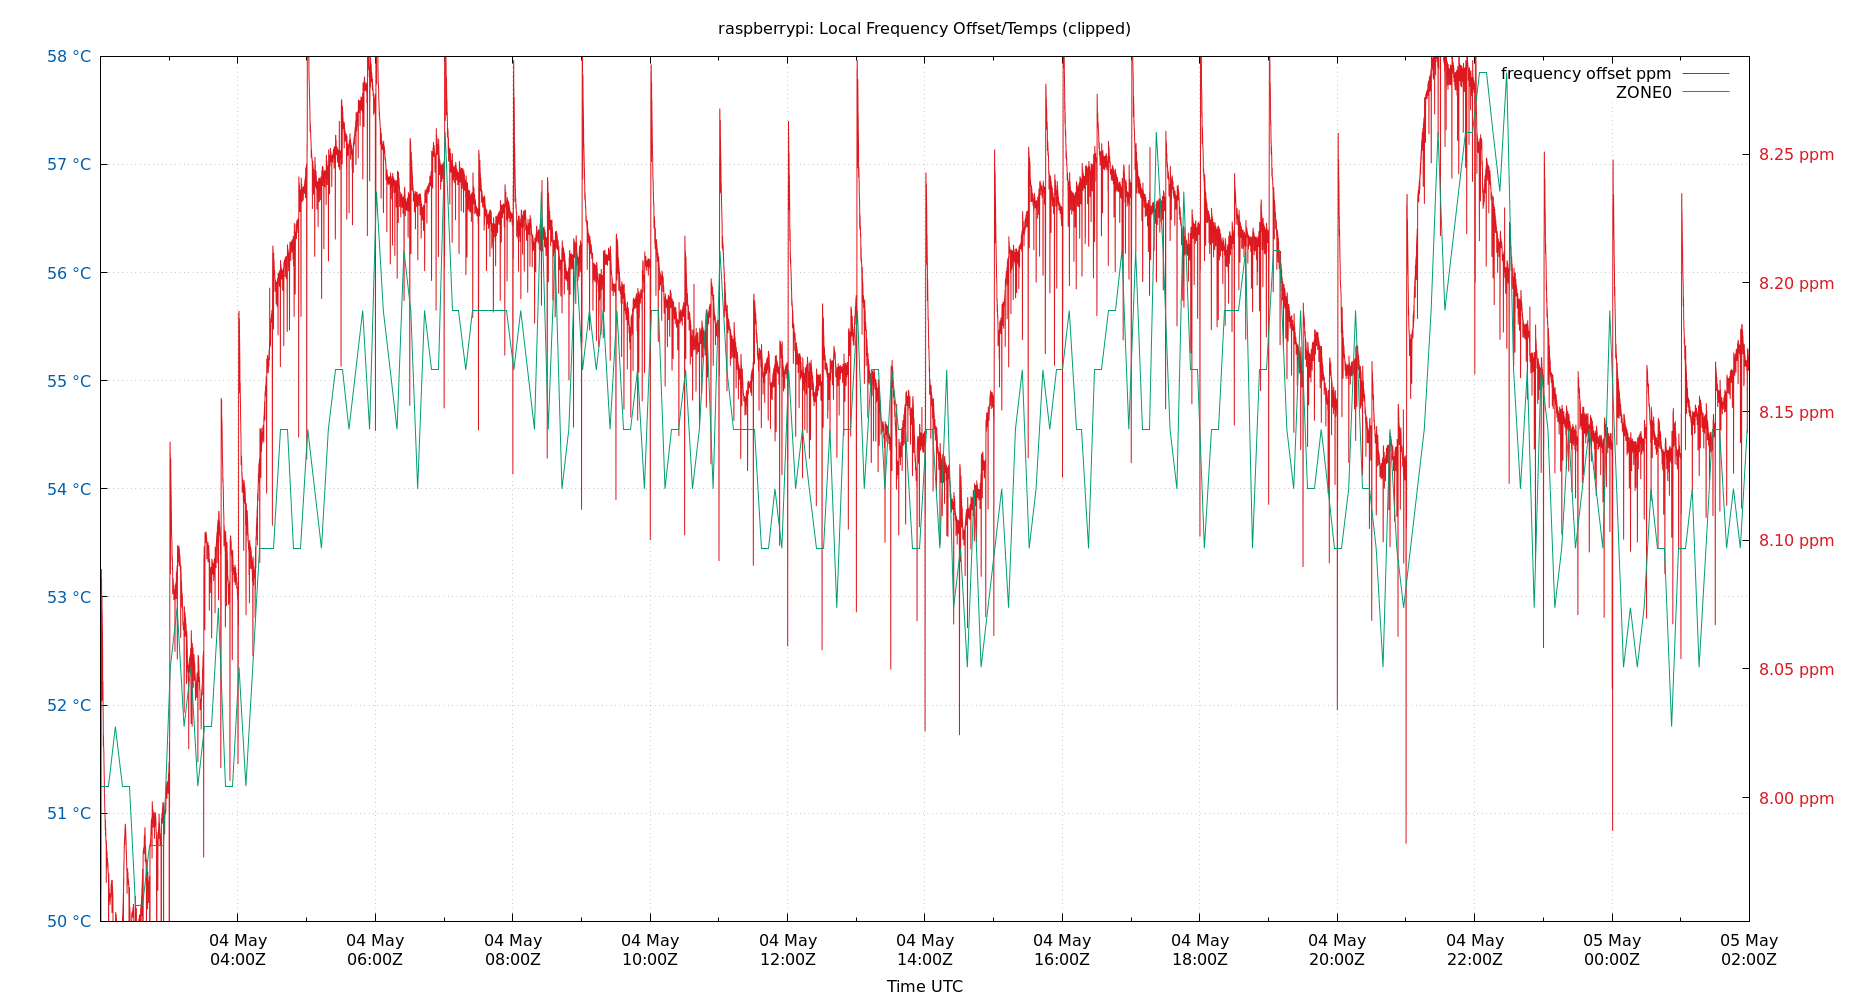 raspberrypi: Local Frequency Offset/Temps (clipped)
58 °C
57 °C
56 °C
55 °C
54 °C
53 °C
52 °C
51 °C
50 °C
frequency offset ppm
ZONE0
8.25 ppm
8.20 ppm
8.15 ppm
8.10 ppm
8.05 ppm
8.00 ppm
04 May
04:00Z
04 May
06:00Z
04 May
08:00Z
04 May
10:00Z
04 May
12:00Z
04 May
14:00Z
04 May
16:00Z
04 May
18:00Z
04 May
20:00Z
04 May
22:00Z
05 May
00:00Z
05 May
02:00Z
Time UTC